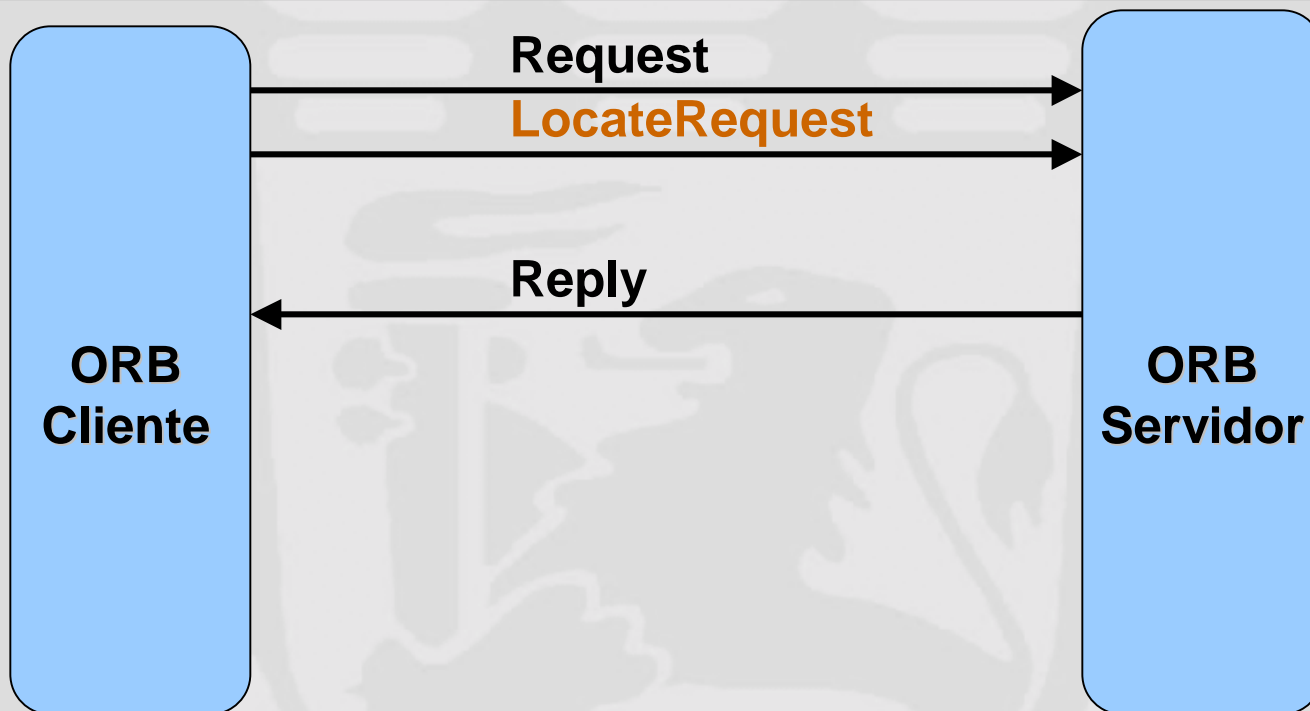 Request
LocateRequest
Reply
ORB
Cliente
ORB
Servidor